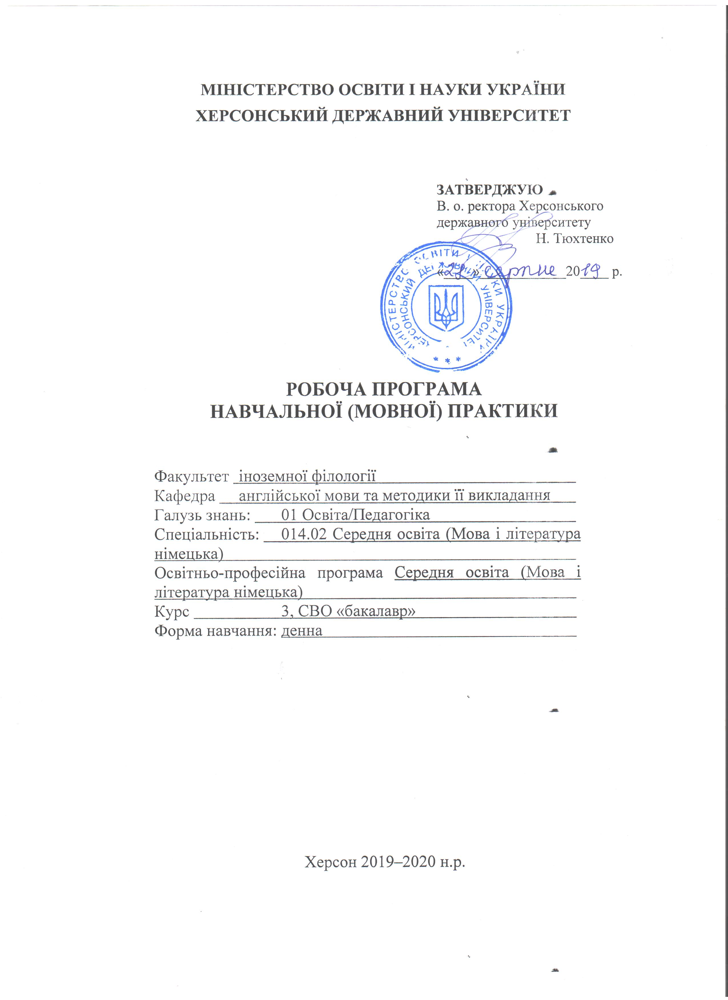 МІНІСТЕРСТВО ОСВІТИ І НАУКИ УКРАЇНИ
ХЕРСОНСЬКИЙ ДЕРЖАВНИЙ УНІВЕРСИТЕТ
ЗАТВЕРДЖУЮ
В. о. ректора Херсонського
державного університету
Н. Тюхтенко
«____» серпня 2019 р.
МІНІСТЕРСТВО ОСВІТИ І НАУКИ УКРАЇНИ
ХЕРСОНСЬКИЙ ДЕРЖАВНИЙ УНІВЕРСИТЕТ
* * *
РОБОЧА ПРОГРАМА
НАВЧАЛЬНОЇ (МОВНОЇ) ПРАКТИКИ
Факультет іноземної філології
Кафедра англійської мови та методики її викладання
Галузь знань: 01 Освіта/Педагогіка
Спеціальність: 014.02 Середня освіта (Мова і література
німецька)
Освітньо-професійна програма Середня освіта (Мова і
література німецька)
Курс 3, СВО «бакалавр»
Форма навчання: денна
Херсон 2019–2020 н.р.